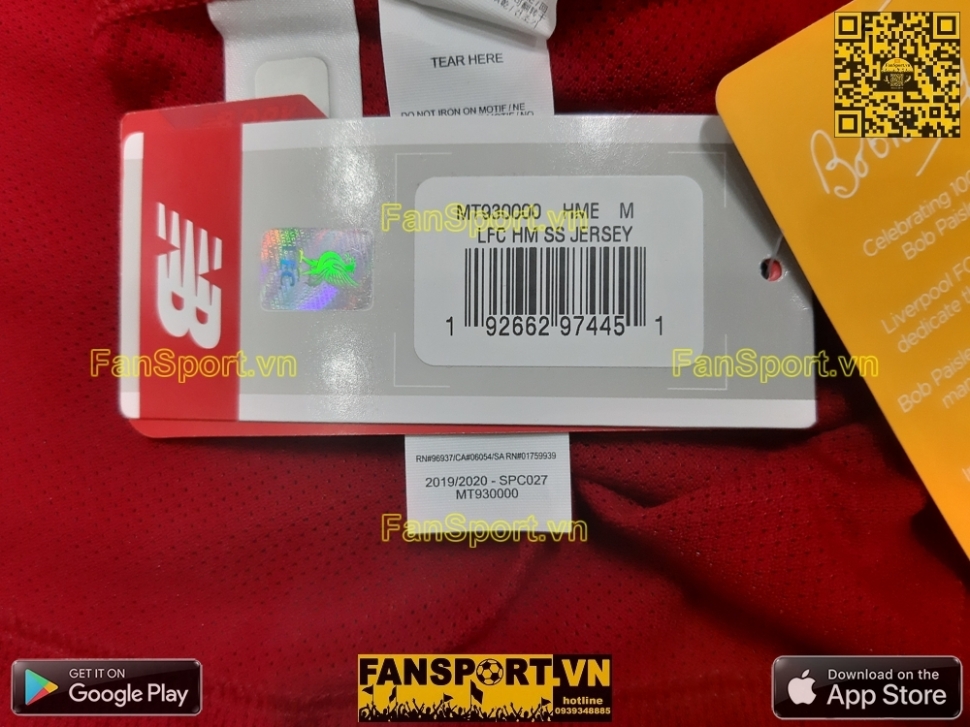 TEAR HERE
DO NOT IRON ON MOTIF / NE
MT930000 HME M
LFC HM SS JERSEY
1 92662 97445 1
NB
FC
FanSport.vn
FanSport.vn
FanSport.vn
FanSport.vn
RN#96937/CA#06054/SA RN#01759939
2019/2020 - SPC027
MT930000
Celebrating 100
Bob Paisle
Liverpool FC
dedicate th
Bob Paisle
GET IT ON
Google Play
FANSPORT.VN
hotline
0939348885
Download on the
App Store